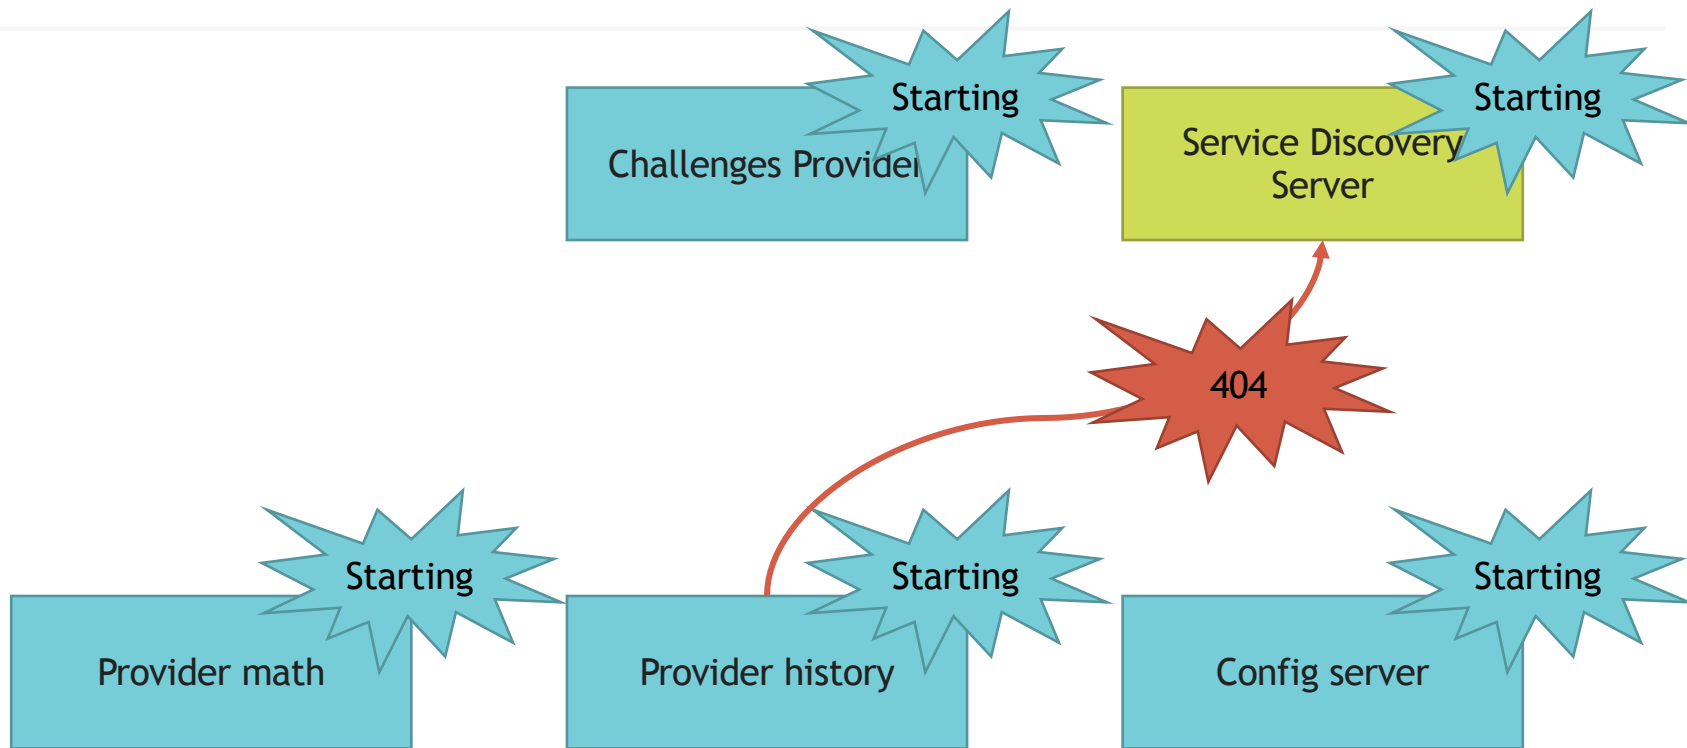 Starting
Starting
Challenges Provider
Service Discovery
Server
404
Starting
Starting
Starting
Provider math
Provider history
Config server